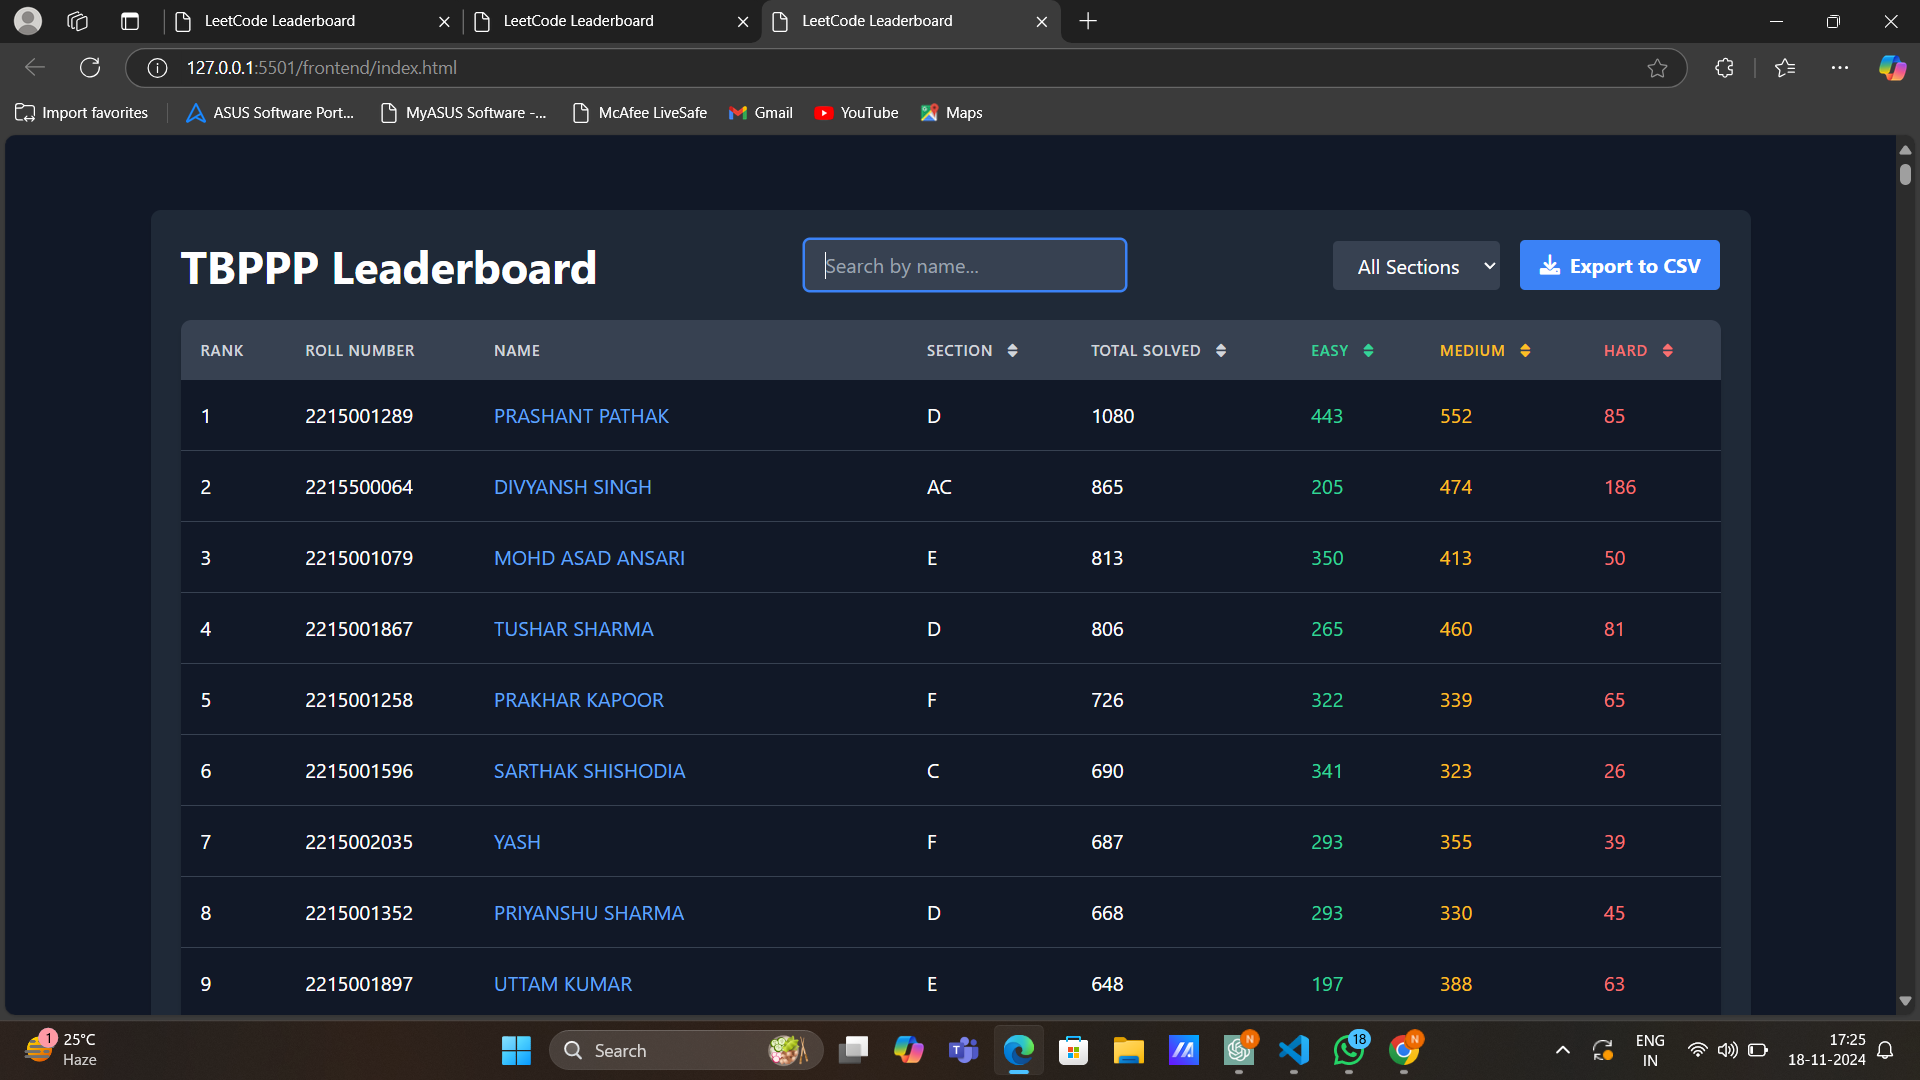 LeetCode Leaderboard LeetCode Leaderboard LeetCode Leaderboard
127.0.0.1:5501/frontend/index.html
Import favorites ASUS Software Port... MyASUS Software -... McAfee LiveSafe Gmail YouTube Maps
TBPPP Leaderboard Search by name... All Sections Export to CSV
RANK ROLL NUMBER NAME SECTION TOTAL SOLVED EASY MEDIUM HARD
1 2215001289 PRASHANT PATHAK D 1080 443 552 85
2 2215500064 DIVYANSH SINGH AC 865 205 474 186
3 2215001079 MOHD ASAD ANSARI E 813 350 413 50
4 2215001867 TUSHAR SHARMA D 806 265 460 81
5 2215001258 PRAKHAR KAPOOR F 726 322 339 65
6 2215001596 SARTHAK SHISHODIA C 690 341 323 26
7 2215002035 YASH F 687 293 355 39
8 2215001352 PRIYANSHU SHARMA D 668 293 330 45
9 2215001897 UTTAM KUMAR E 648 197 388 63
1 25°C Search N 18 N ENG 17:25
Haze IN 18-11-2024